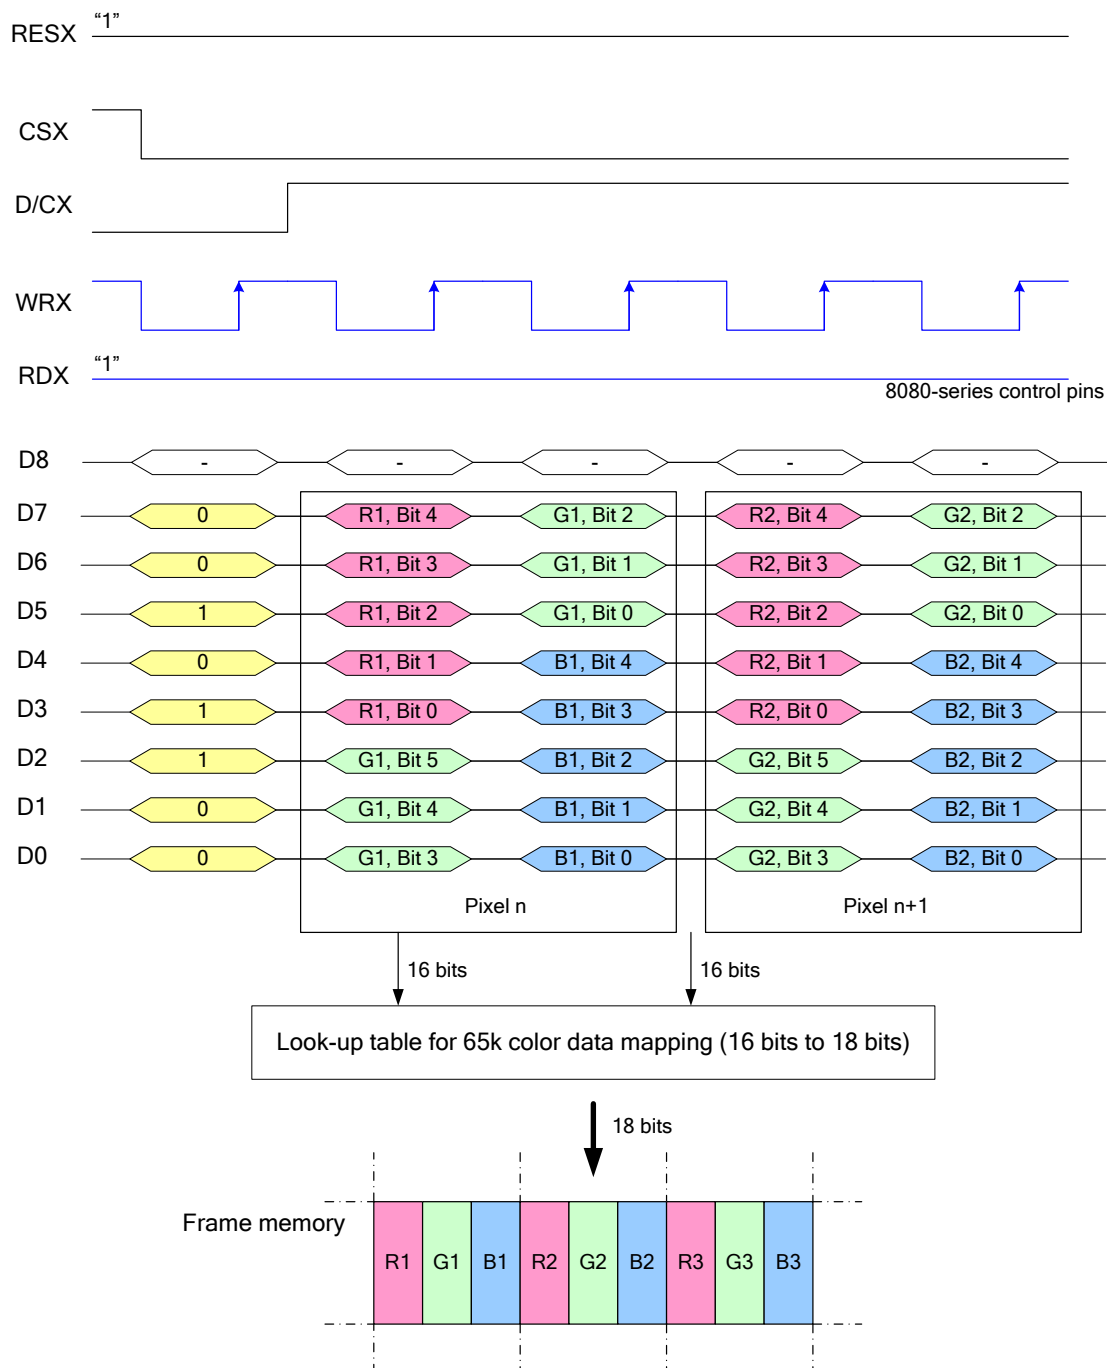 RESX “1”
CSX
D/CX
WRX
RDX “1”
8080-series control pins
D8 - - - - -
D7 0 R1, Bit 4 G1, Bit 2 R2, Bit 4 G2, Bit 2
D6 0 R1, Bit 3 G1, Bit 1 R2, Bit 3 G2, Bit 1
D5 1 R1, Bit 2 G1, Bit 0 R2, Bit 2 G2, Bit 0
D4 0 R1, Bit 1 B1, Bit 4 R2, Bit 1 B2, Bit 4
D3 1 R1, Bit 0 B1, Bit 3 R2, Bit 0 B2, Bit 3
D2 1 G1, Bit 5 B1, Bit 2 G2, Bit 5 B2, Bit 2
D1 0 G1, Bit 4 B1, Bit 1 G2, Bit 4 B2, Bit 1
D0 0 G1, Bit 3 B1, Bit 0 G2, Bit 3 B2, Bit 0
Pixel n Pixel n+1
16 bits 16 bits
Look-up table for 65k color data mapping (16 bits to 18 bits)
18 bits
Frame memory
R1 G1 B1 R2 G2 B2 R3 G3 B3